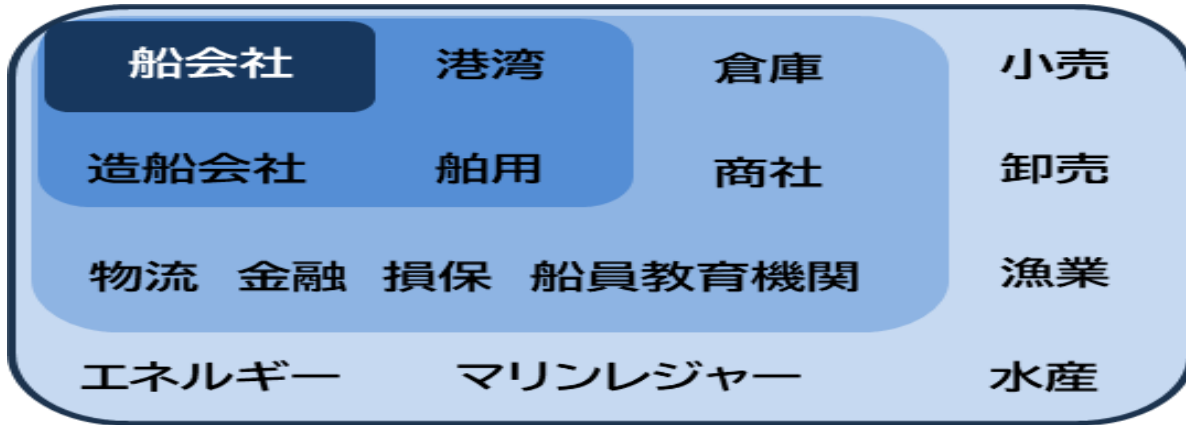 船会社 港湾 倉庫 小売
造船会社 舶用 商社 卸売
物流 金融 損保 船員教育機関 漁業
エネルギー マリンレジャー 水産